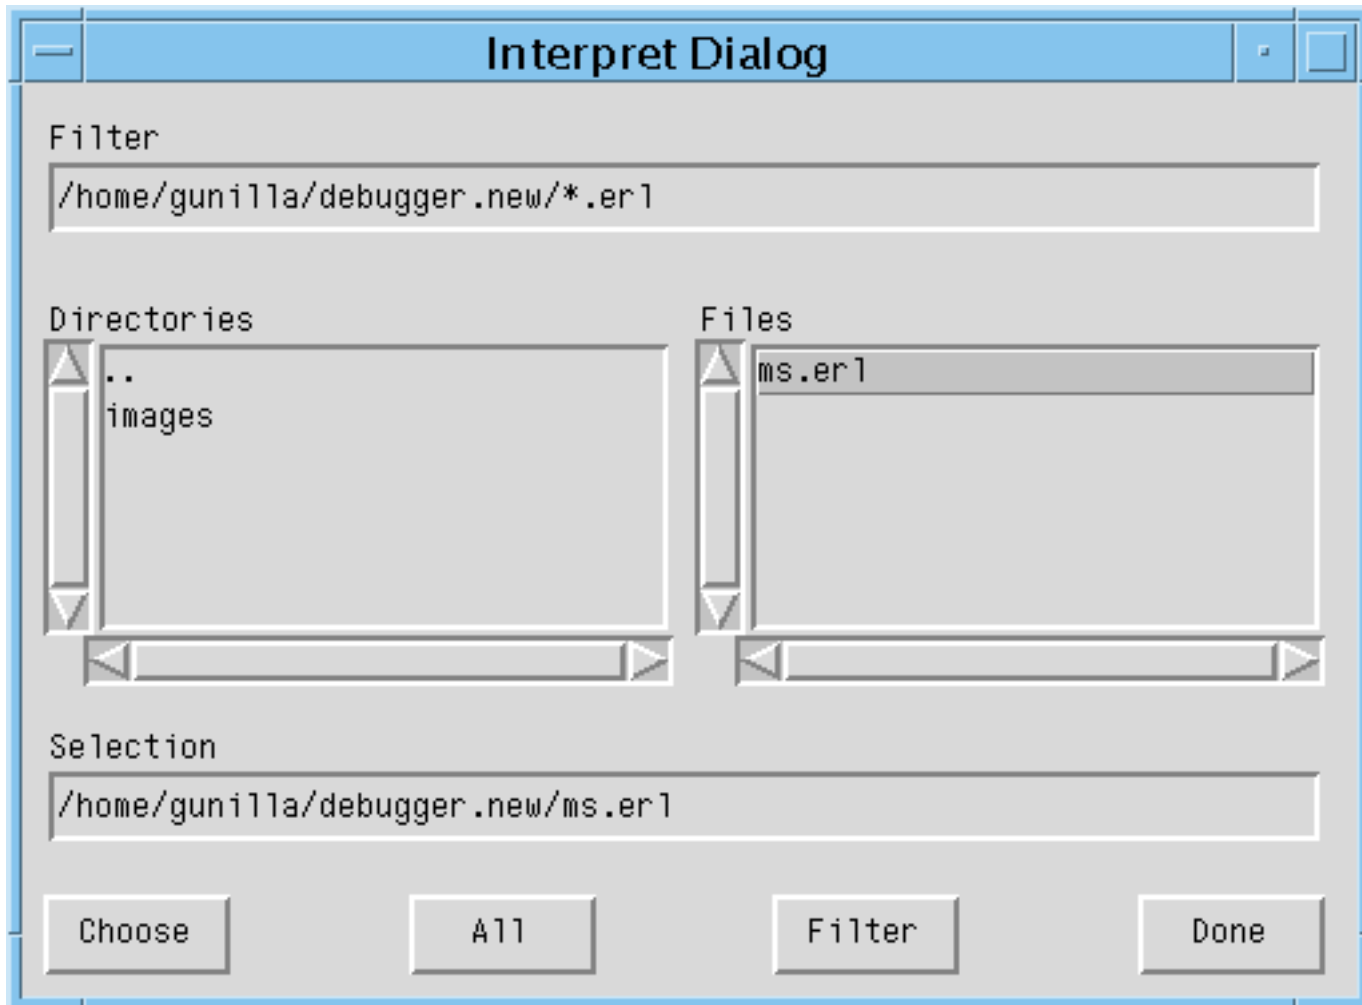 Interpret Dialog
Filter
/home/gunilla/debugger.new/*.erl
Directories
..
images
Files
ms.erl
Selection
/home/gunilla/debugger.new/ms.erl
Choose
All
Filter
Done